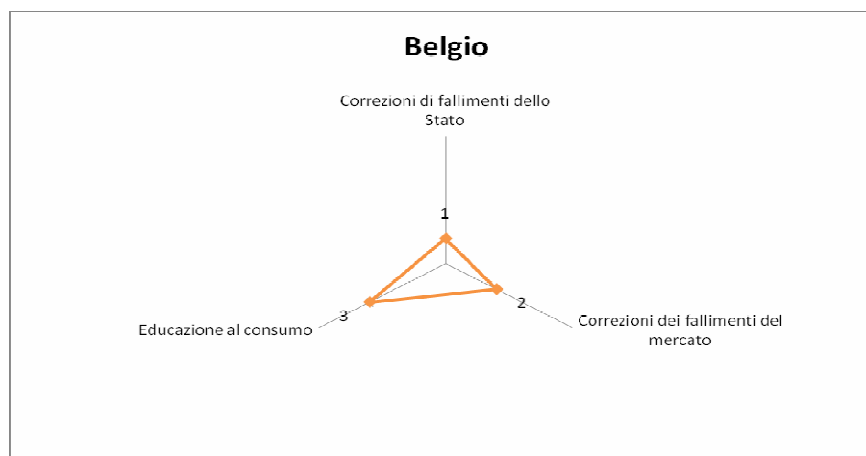 Belgio
Correzioni di fallimenti dello
Stato
1
2
3
Educazione al consumo
Correzioni dei fallimenti del
mercato